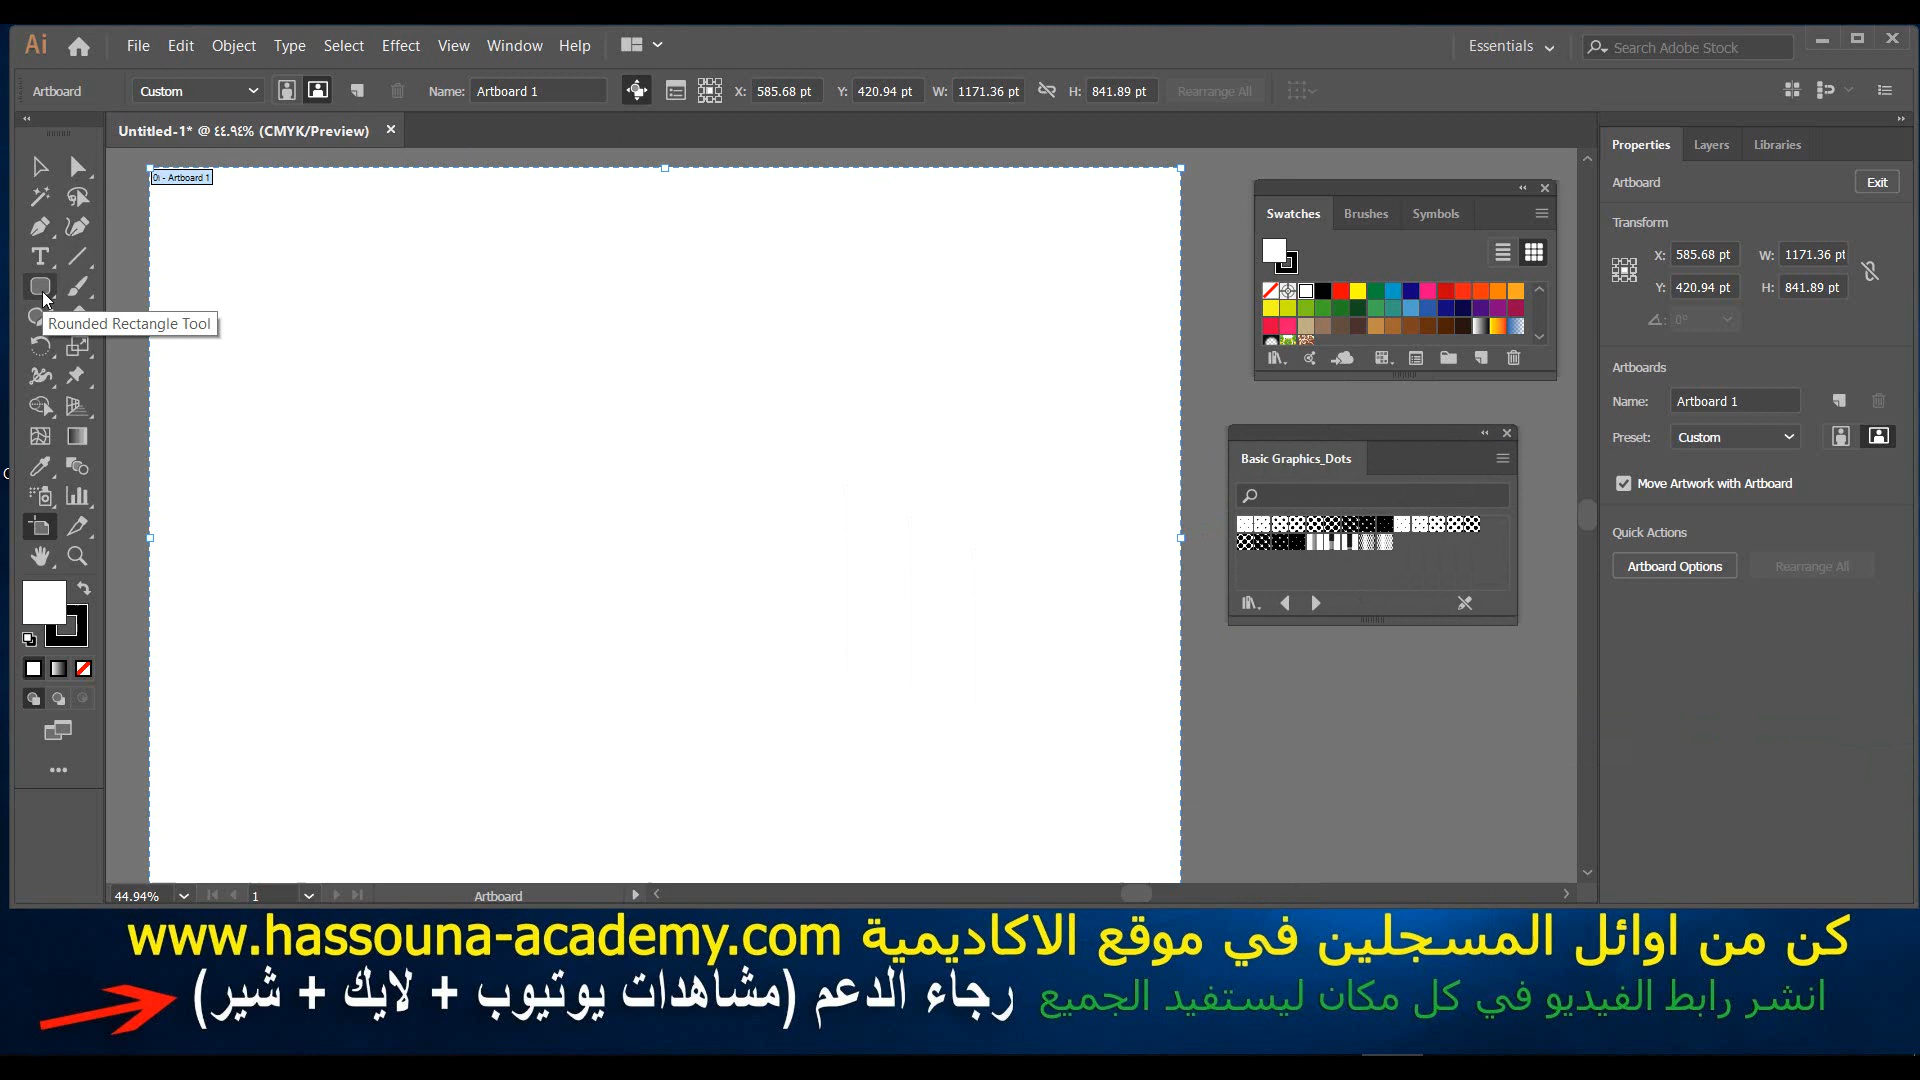 Ai File Edit Object Type Select Effect View Window Help Essentials Search Adobe Stock
Artboard Custom Name: Artboard 1 X: 585.68 pt Y: 420.94 pt W: 1171.36 pt H: 841.89 pt Rearrange All
Untitled-1* @ ٤٤.٩٤% (CMYK/Preview)
Properties Layers Libraries
01 - Artboard 1
Artboard Exit
Transform
X: 585.68 pt W: 1171.36 pt
Y: 420.94 pt H: 841.89 pt
0°
Swatches Brushes Symbols
Rounded Rectangle Tool
Artboards
Name: Artboard 1
Preset: Custom
Basic Graphics_Dots
Move Artwork with Artboard
Quick Actions
Artboard Options Rearrange All
44.94% 1 Artboard
كن من اوائل المسجلين في موقع الاكاديمية www.hassouna-academy.com
انشر رابط الفيديو في كل مكان ليستفيد الجميع رجاء الدعم (مشاهدات يوتيوب + لايك + شير)